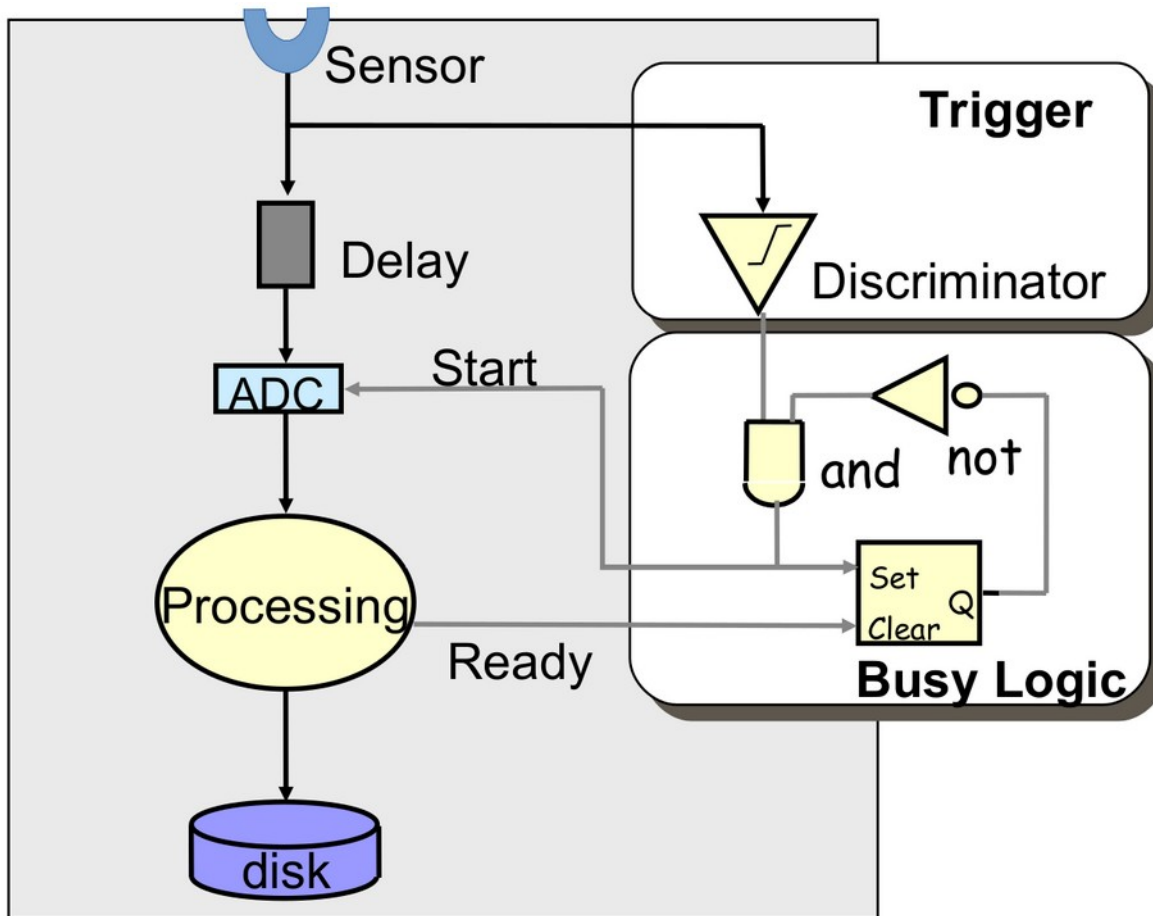 Sensor
Trigger
Delay
Discriminator
Start
ADC
and
not
Processing
Set
Q
Clear
Ready
Busy Logic
disk